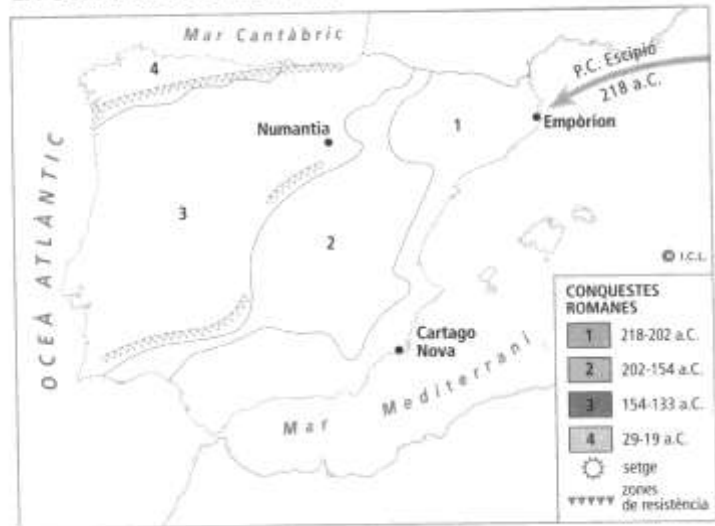 Mar Cantàbric
4
P.C. Escipió
218 a.C.
Numantia
1
Empòrion
OCEÀ ATLÀNTIC
3
2
© I.C.L.
Cartago
Nova
Mar Mediterrani
CONQUESTES
ROMANES
1 218-202 a.C.
2 202-154 a.C.
3 154-133 a.C.
4 29-19 a.C.
setge
zones
de resistència